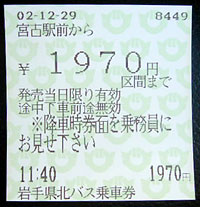 02-12-29 8449
宮古駅前から
¥ 1970円
区間まで
発売当日限り有効
途中下車前途無効
※降車時券面を乗務員に
お見せ下さい
11:40 1970円
岩手県北バス乗車券